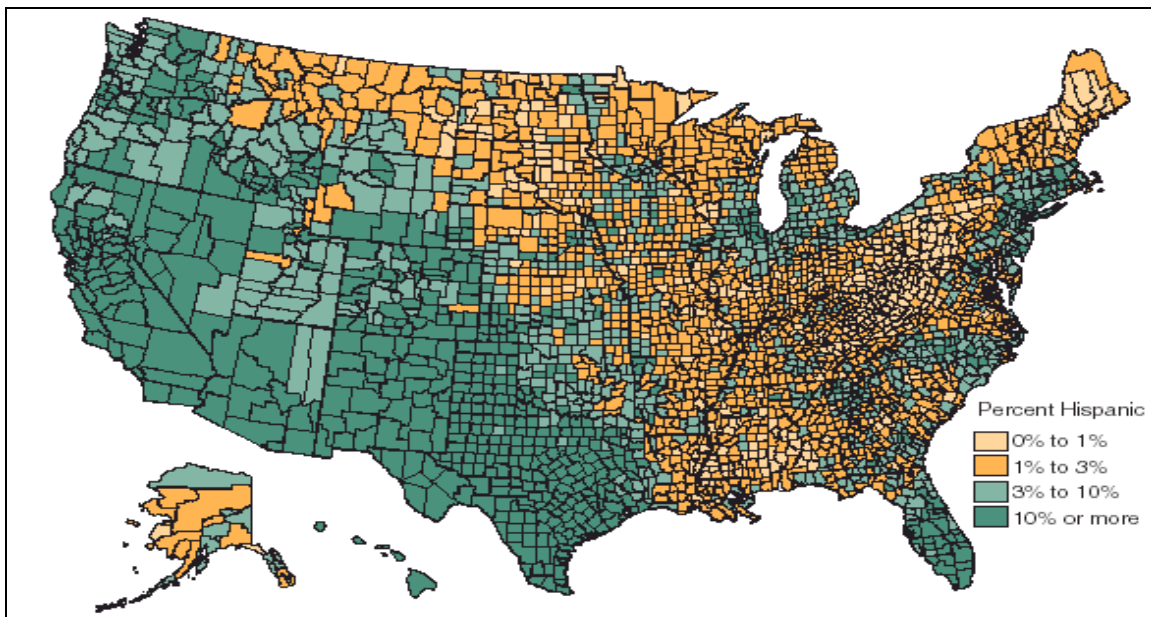 Percent Hispanic
0% to 1%
1% to 3%
3% to 10%
10% or more